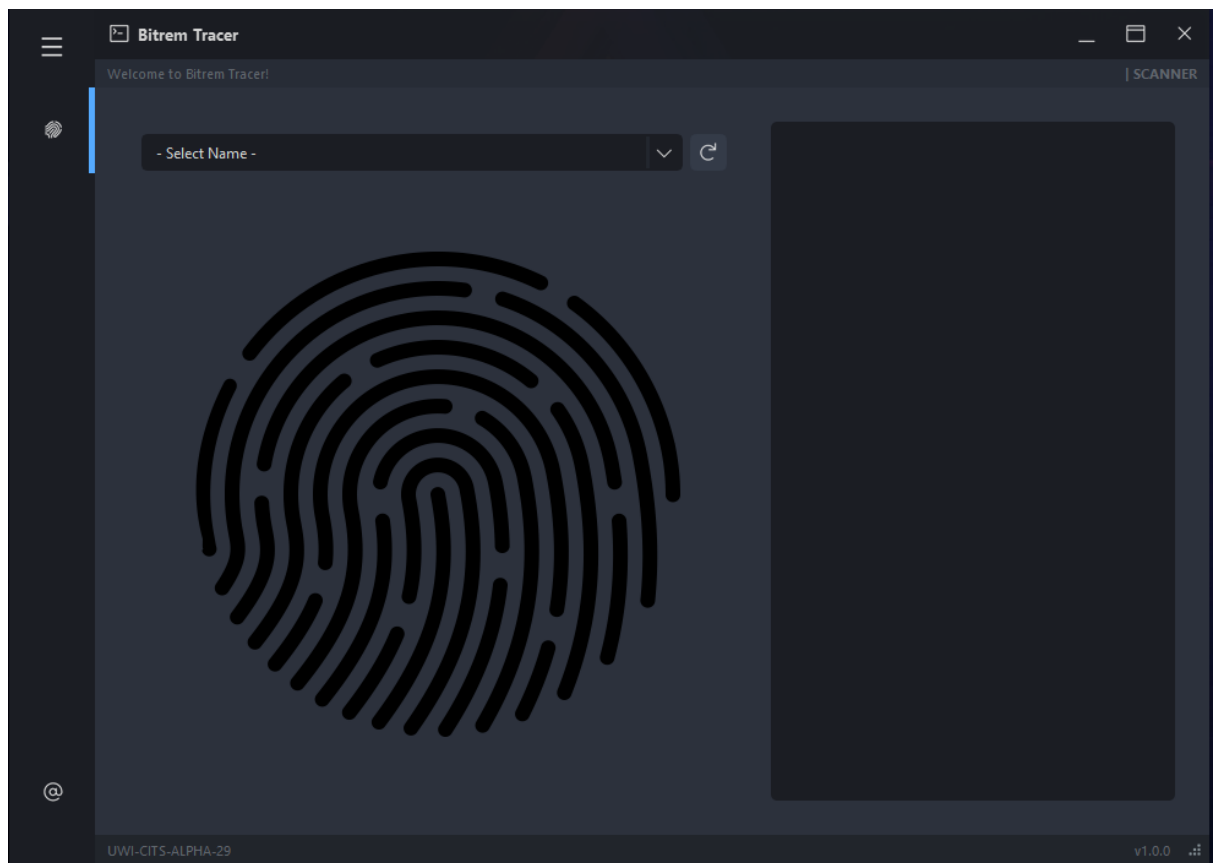 Bitrem Tracer
Welcome to Bitrem Tracer!
| SCANNER
- Select Name -
@
UWI-CITS-ALPHA-29
v1.0.0